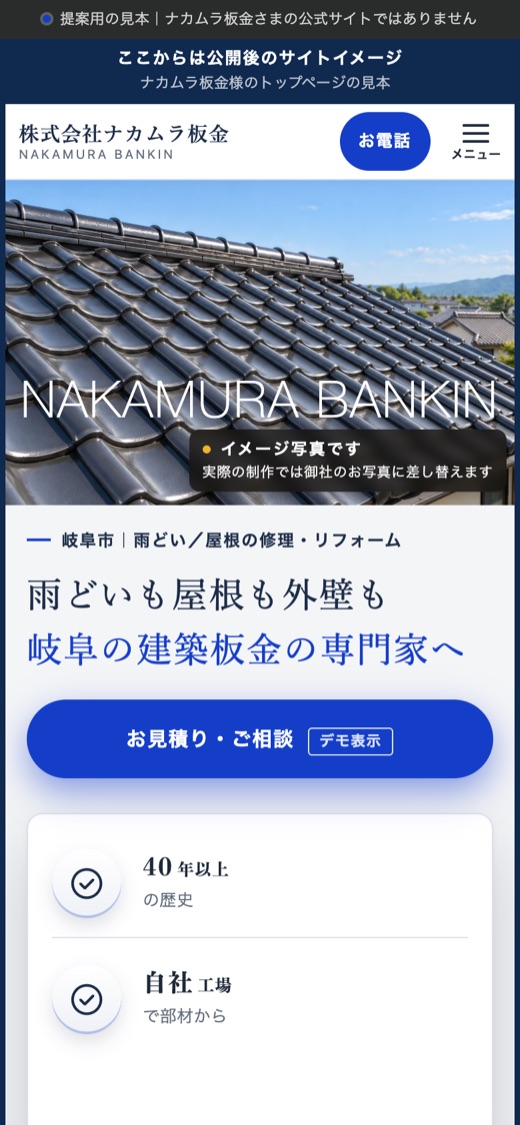 提案用の見本｜ナカムラ板金さまの公式サイトではありません
ここからは公開後のサイトイメージ
ナカムラ板金様のトップページの見本
株式会社ナカムラ板金
NAKAMURA BANKIN
お電話
メニュー
NAKAMURA BANKIN
イメージ写真です
実際の制作では御社のお写真に差し替えます
岐阜市｜雨どい／屋根の修理・リフォーム
雨どいも屋根も外壁も
岐阜の建築板金の専門家へ
お見積り・ご相談 デモ表示
40 年以上
の歴史
自社 工場
で部材から